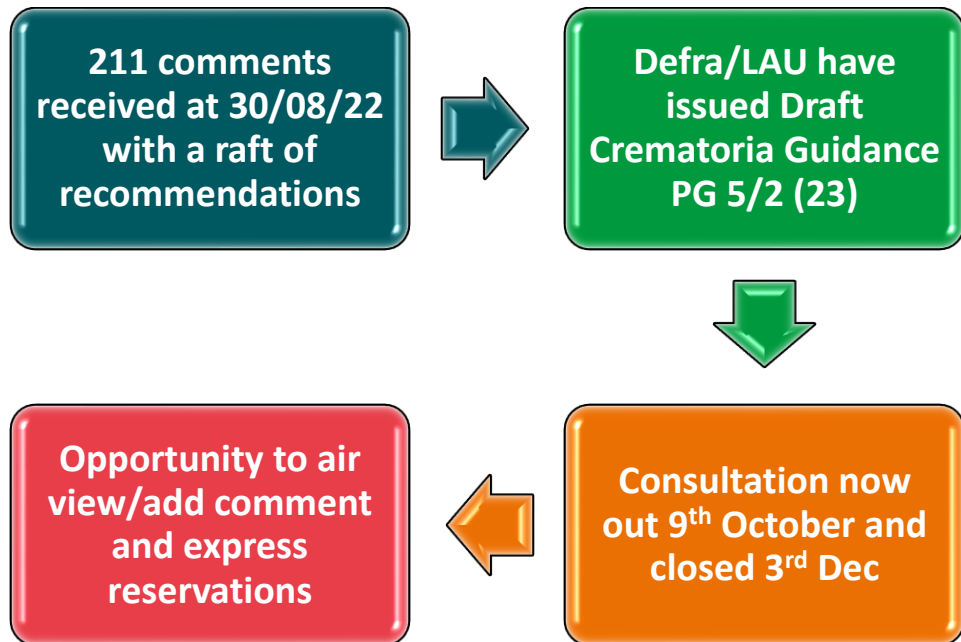 211 comments
received at 30/08/22
with a raft of
recommendations
Defra/LAU have
issued Draft
Crematoria Guidance
PG 5/2 (23)
Consultation now
out 9th October and
closed 3rd Dec
Opportunity to air
view/add comment
and express
reservations